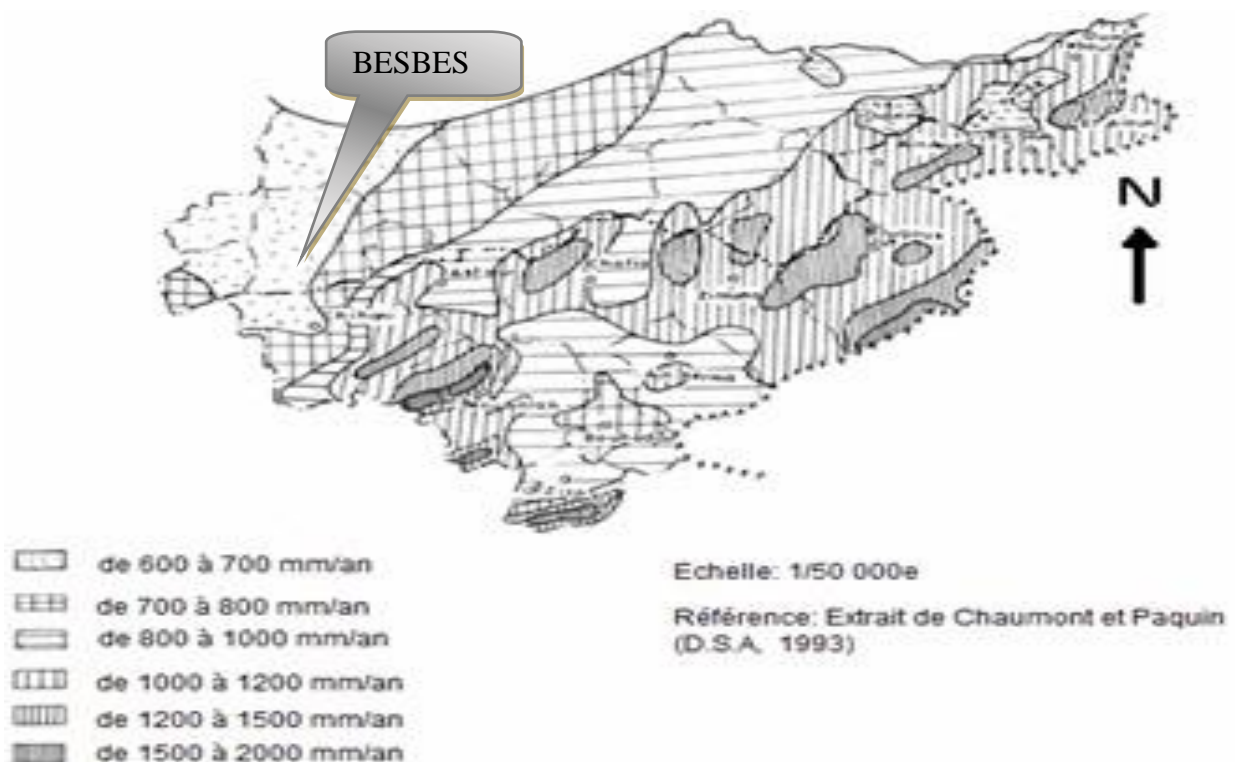 BESBES
N
de 600 à 700 mm/an
de 700 à 800 mm/an
de 800 à 1000 mm/an
de 1000 à 1200 mm/an
de 1200 à 1500 mm/an
de 1500 à 2000 mm/an
Echelle: 1/50 000e
Référence: Extrait de Chaumont et Paquin
(D.S.A, 1993)